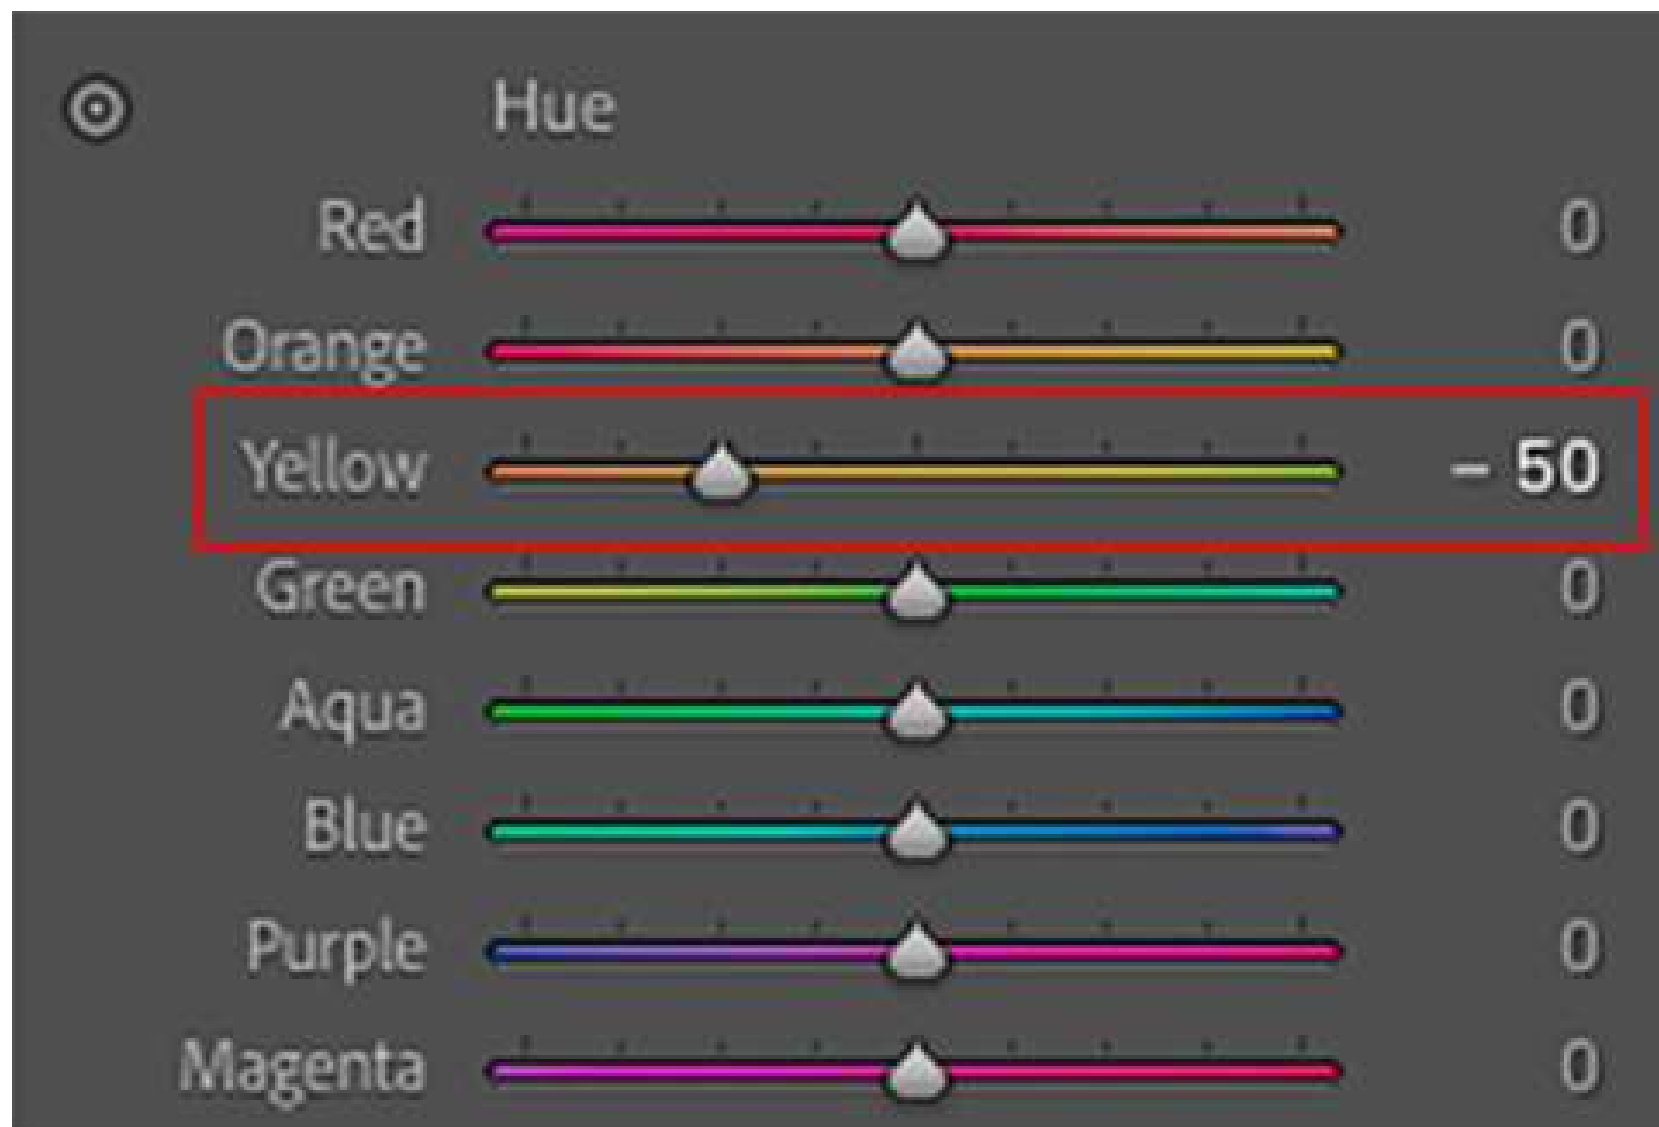 Hue
Red 0
Orange 0
Yellow - 50
Green 0
Aqua 0
Blue 0
Purple 0
Magenta 0